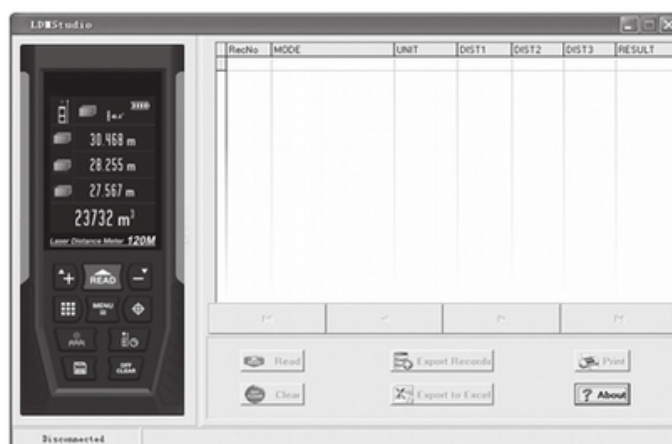 LDMStudio
RecNo MODE UNIT DIST1 DIST2 DIST3 RESULT
30.468 m
28.255 m
27.567 m
23732 m³
Laser Distance Meter 120M
READ
MENU
OFF
CLEAR
Read Export Records Print
Clear Export to Excel ? About
Disconnected